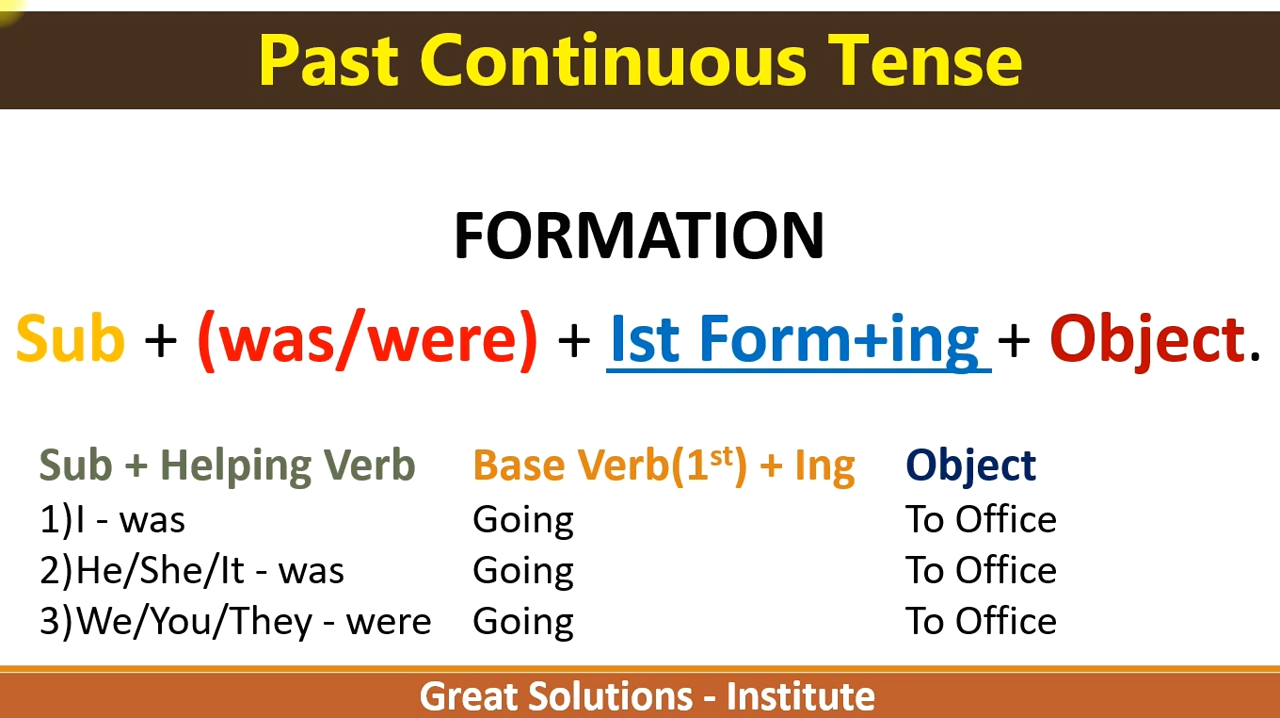 Past Continuous Tense
FORMATION
Sub + (was/were) + Ist Form+ing + Object.
Sub + Helping Verb Base Verb(1st) + Ing Object
1)I - was Going To Office
2)He/She/It - was Going To Office
3)We/You/They - were Going To Office
Great Solutions - Institute